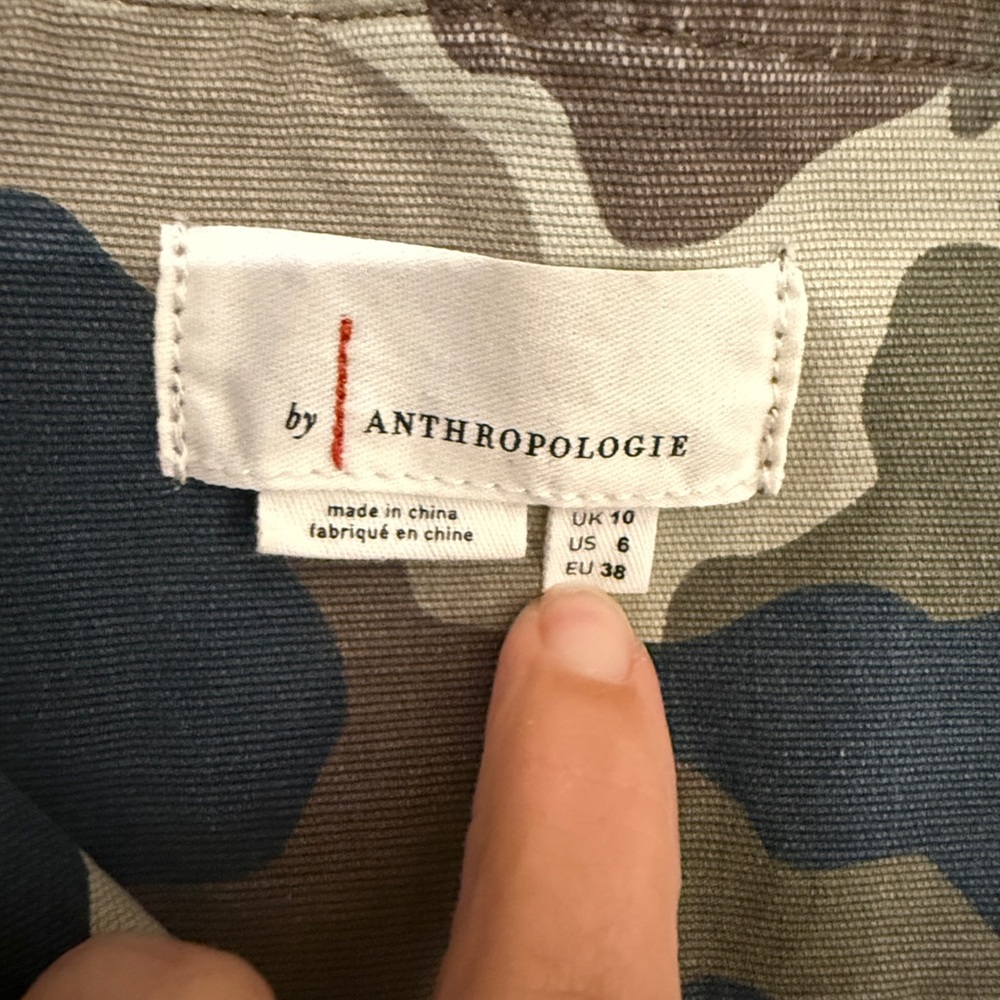 by ANTHROPOLOGIE
made in china
fabriqué en chine
UK 10
US 6
EU 38